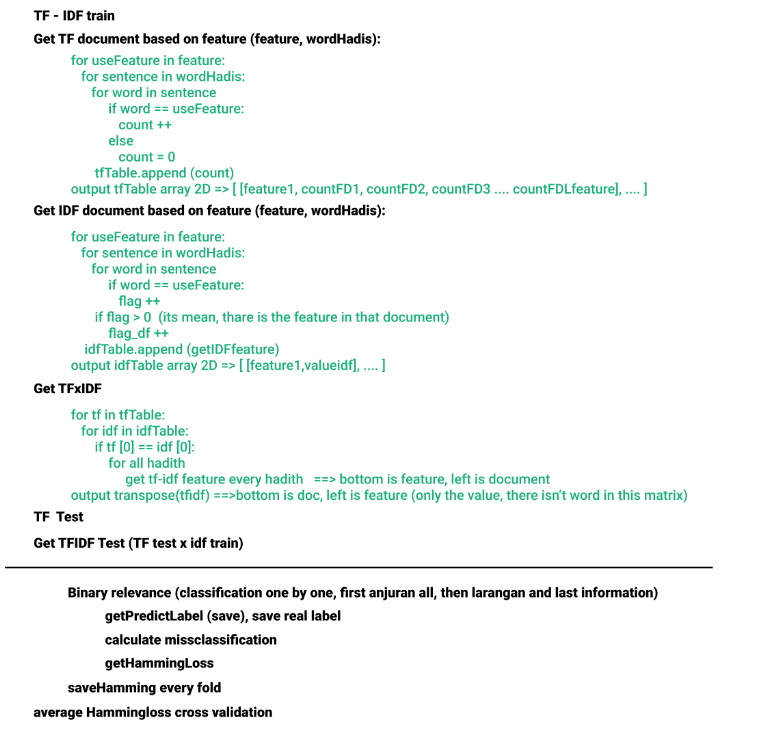 TF - IDF train
Get TF document based on feature (feature, wordHadis):
for useFeature in feature:
for sentence in wordHadis:
for word in sentence
if word == useFeature:
count ++
else
count = 0
tfTable.append (count)
output tfTable array 2D => [ [feature1, countFD1, countFD2, countFD3 .... countFDLfeature], .... ]
Get IDF document based on feature (feature, wordHadis):
for useFeature in feature:
for sentence in wordHadis:
for word in sentence
if word == useFeature:
flag ++
if flag > 0 (its mean, thare is the feature in that document)
flag_df ++
idfTable.append (getIDFfeature)
output idfTable array 2D => [ [feature1,valueidf], .... ]
Get TFxIDF
for tf in tfTable:
for idf in idfTable:
if tf [0] == idf [0]:
for all hadith
get tf-idf feature every hadith ==> bottom is feature, left is document
output transpose(tfidf) ==>bottom is doc, left is feature (only the value, there isn't word in this matrix)
TF Test
Get TFIDF Test (TF test x idf train)
Binary relevance (classification one by one, first anjuran all, then larangan and last information)
getPredictLabel (save), save real label
calculate missclassification
getHammingLoss
saveHamming every fold
average Hammingloss cross validation